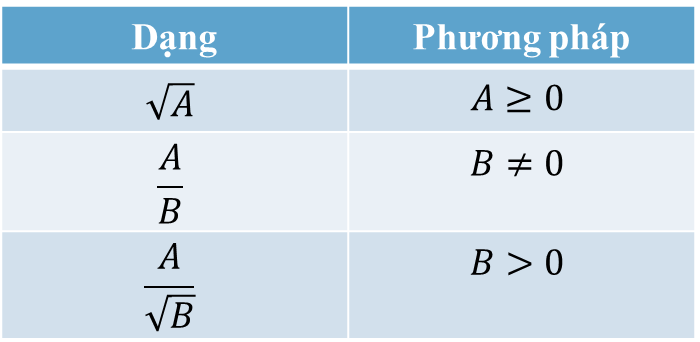 Dạng Phương pháp
√A A ≥ 0
A/B B ≠ 0
A/√B B > 0